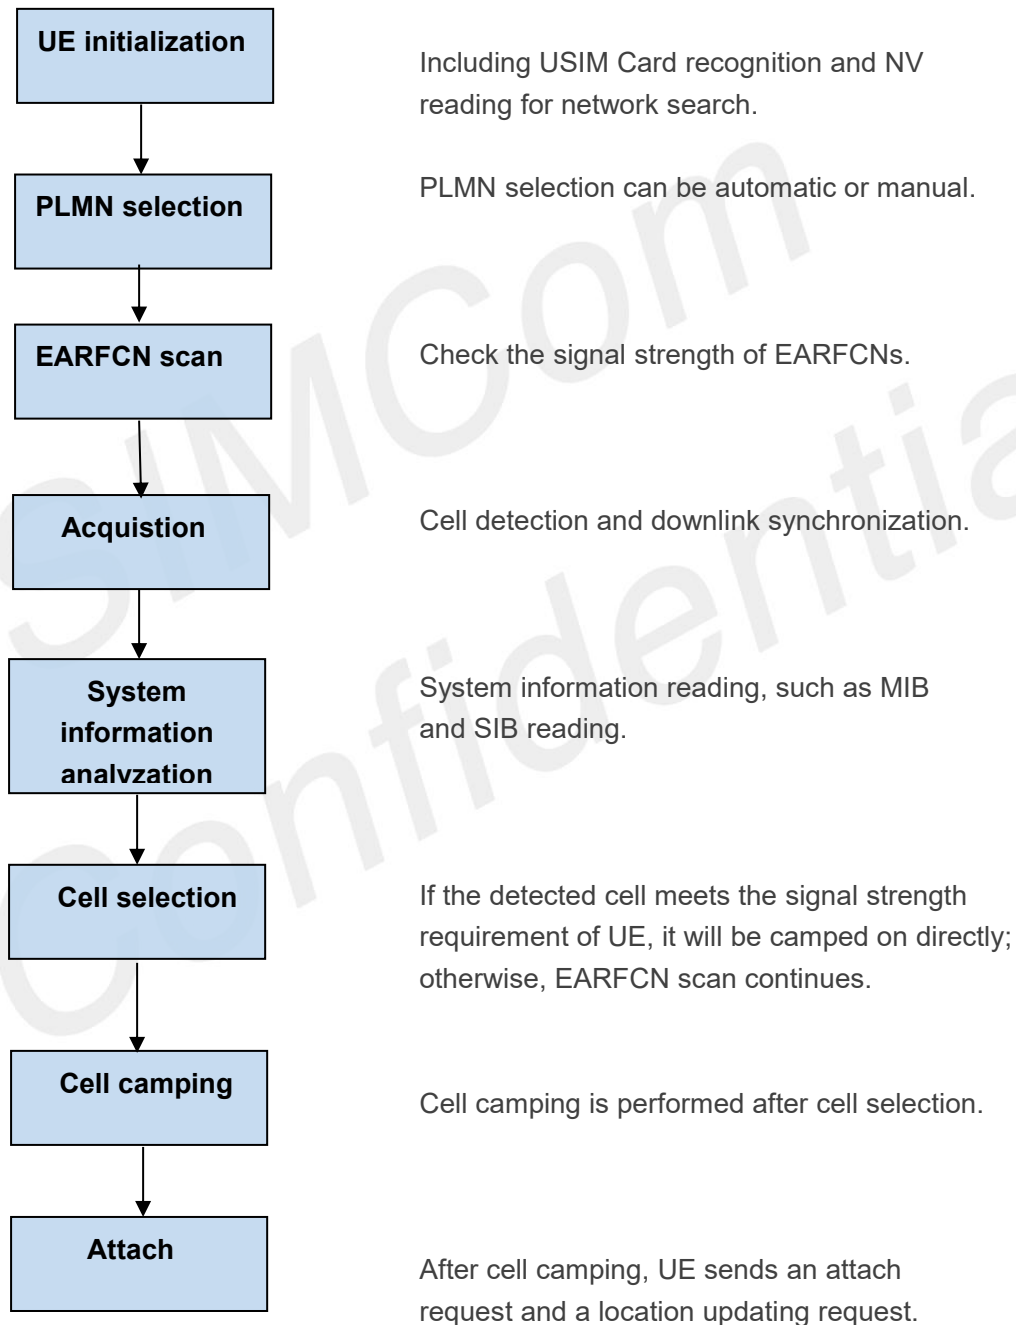 UE initialization
Including USIM Card recognition and NV
reading for network search.
PLMN selection
PLMN selection can be automatic or manual.
EARFCN scan
Check the signal strength of EARFCNs.
Acquistion
Cell detection and downlink synchronization.
System
information
analyzation
System information reading, such as MIB
and SIB reading.
Cell selection
If the detected cell meets the signal strength
requirement of UE, it will be camped on directly;
otherwise, EARFCN scan continues.
Cell camping
Cell camping is performed after cell selection.
Attach
After cell camping, UE sends an attach
request and a location updating request.
SIMCom
Confidentia